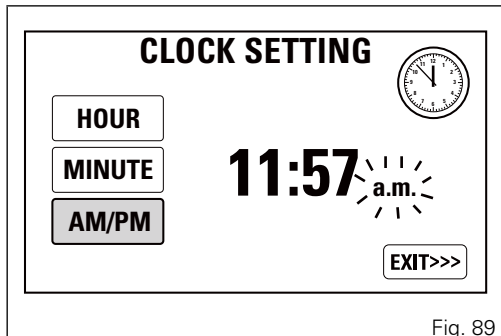 CLOCK SETTING
HOUR
MINUTE
AM/PM
11:57 a.m.
EXIT>>>
Fig. 89